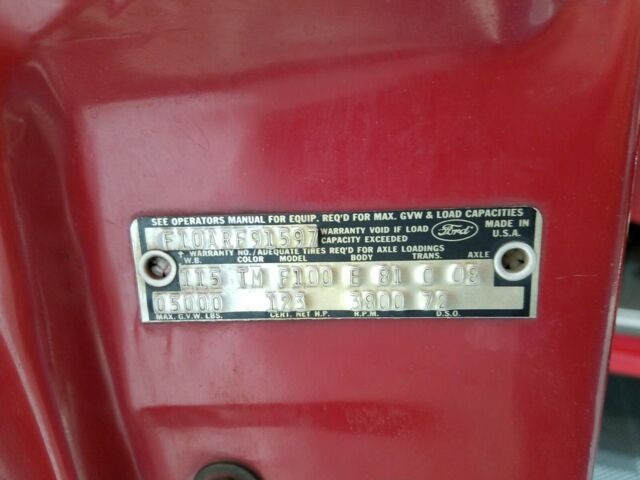 SEE OPERATORS MANUAL FOR EQUIP. REQ'D FOR MAX. GVW & LOAD CAPACITIES
F10ARF91597 WARRANTY VOID IF LOAD CAPACITY EXCEEDED Ford MADE IN U.S.A.
+ WARRANTY NO./ADEQUATE TIRES REQ'D FOR AXLE LOADINGS
W.B. COLOR MODEL BODY TRANS. AXLE
115 TM F100 E 81 C 08
05000 123 3800 72
MAX. G.V.W. LBS. CERT. NET H.P. R.P.M. D.S.O.